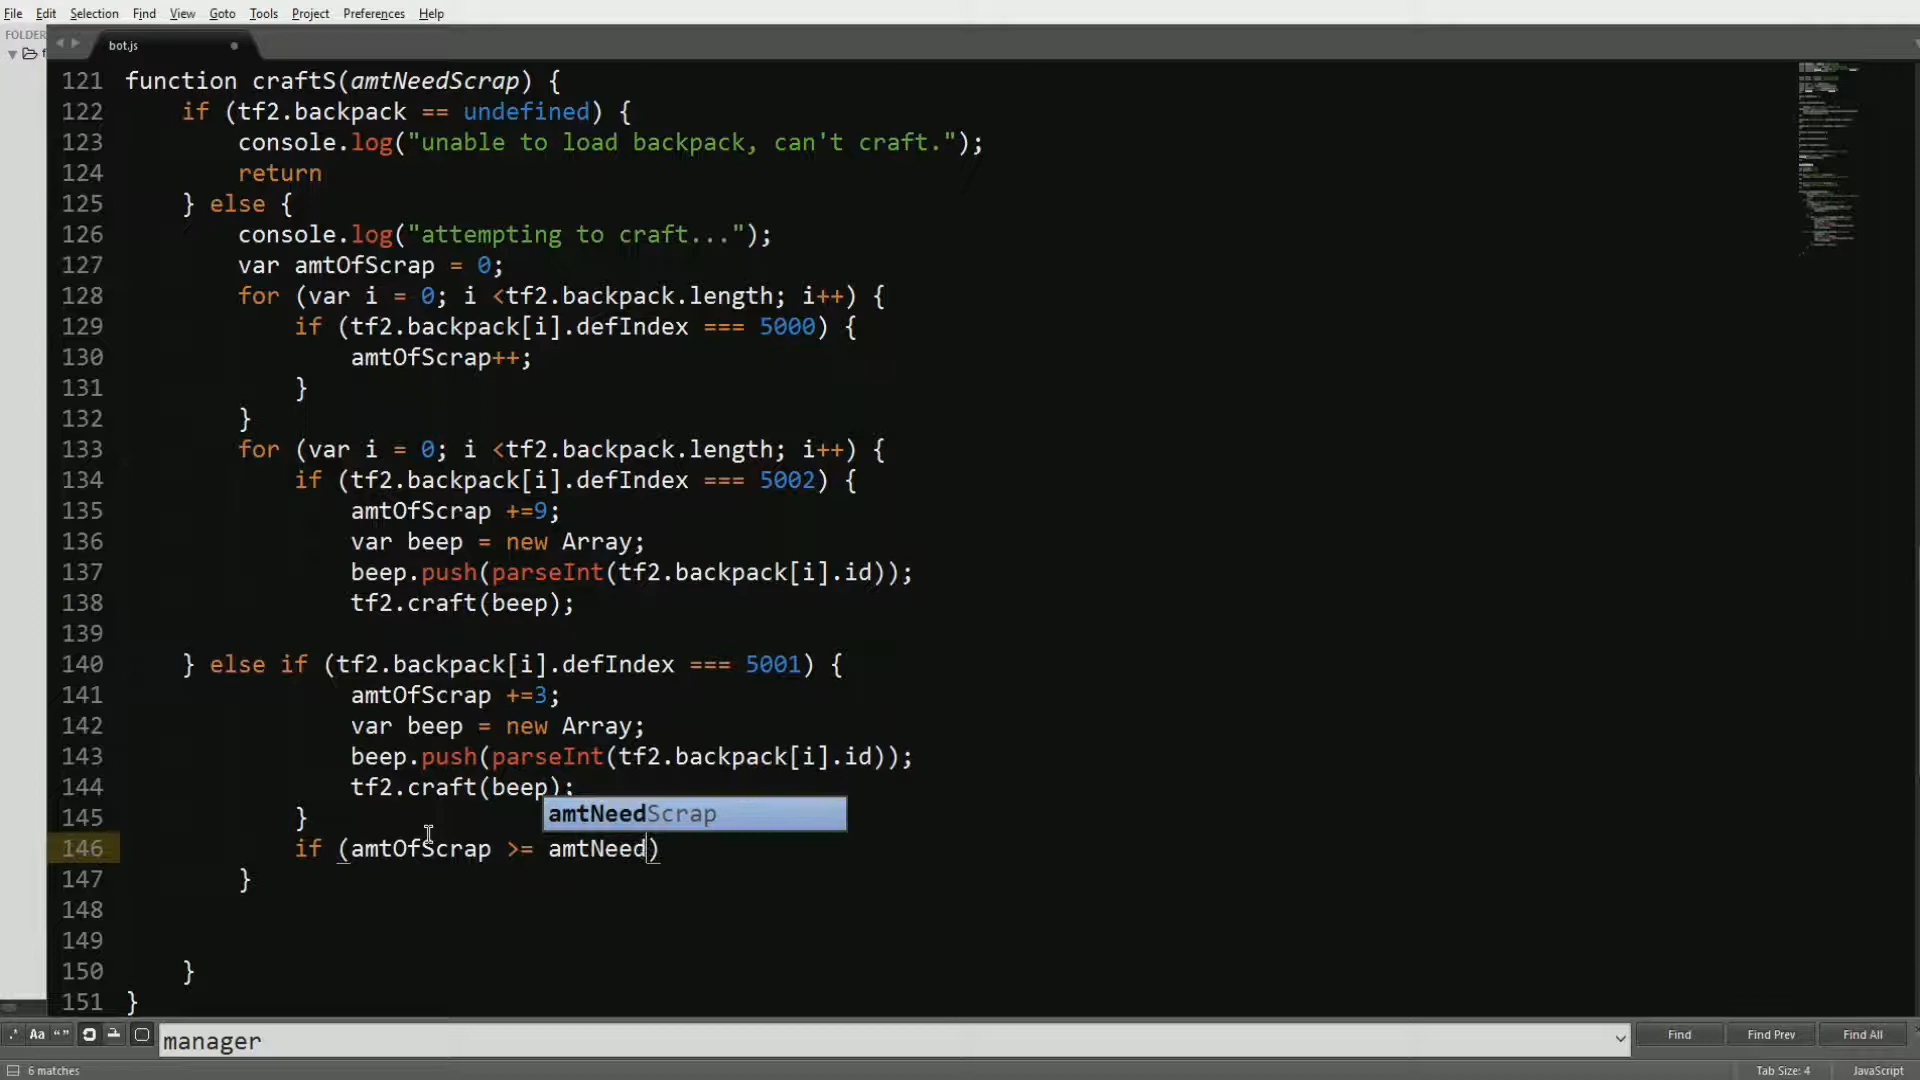 File Edit Selection Find View Goto Tools Project Preferences Help
FOLDER
bot.js
121 function craftS(amtNeedScrap) {
122 if (tf2.backpack == undefined) {
123 console.log("unable to load backpack, can't craft.");
124 return
125 } else {
126 console.log("attempting to craft...");
127 var amtOfScrap = 0;
128 for (var i = 0; i <tf2.backpack.length; i++) {
129 if (tf2.backpack[i].defIndex === 5000) {
130 amtOfScrap++;
131 }
132 }
133 for (var i = 0; i <tf2.backpack.length; i++) {
134 if (tf2.backpack[i].defIndex === 5002) {
135 amtOfScrap +=9;
136 var beep = new Array;
137 beep.push(parseInt(tf2.backpack[i].id));
138 tf2.craft(beep);
139
140 } else if (tf2.backpack[i].defIndex === 5001) {
141 amtOfScrap +=3;
142 var beep = new Array;
143 beep.push(parseInt(tf2.backpack[i].id));
144 tf2.craft(beep);
145 }
amtNeedScrap
146 if (amtOfScrap >= amtNeed)
147 }
148
149
150 }
151 }
.* Aa “” manager Find Find Prev Find All
6 matches Tab Size: 4 JavaScript